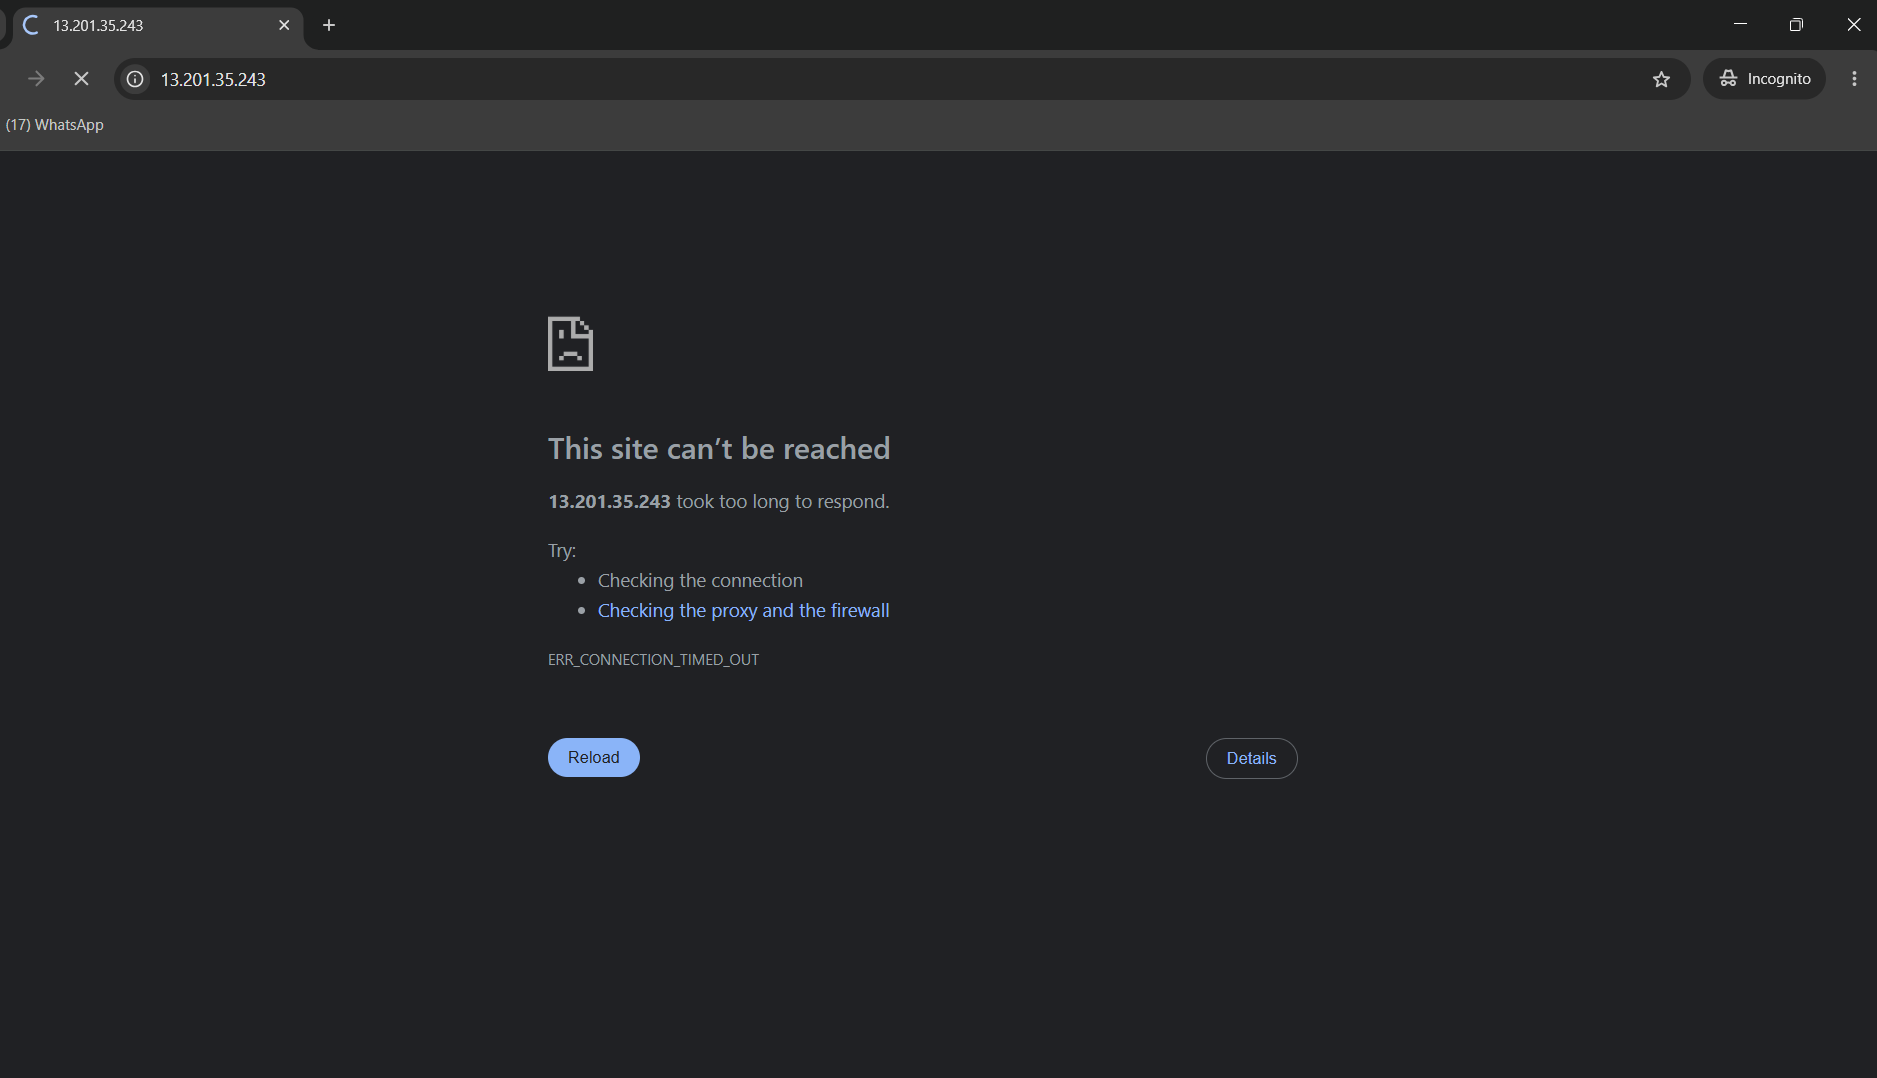 13.201.35.243
13.201.35.243
Incognito
(17) WhatsApp
This site can’t be reached
13.201.35.243 took too long to respond.
Try:
• Checking the connection
• Checking the proxy and the firewall
ERR_CONNECTION_TIMED_OUT
Reload
Details